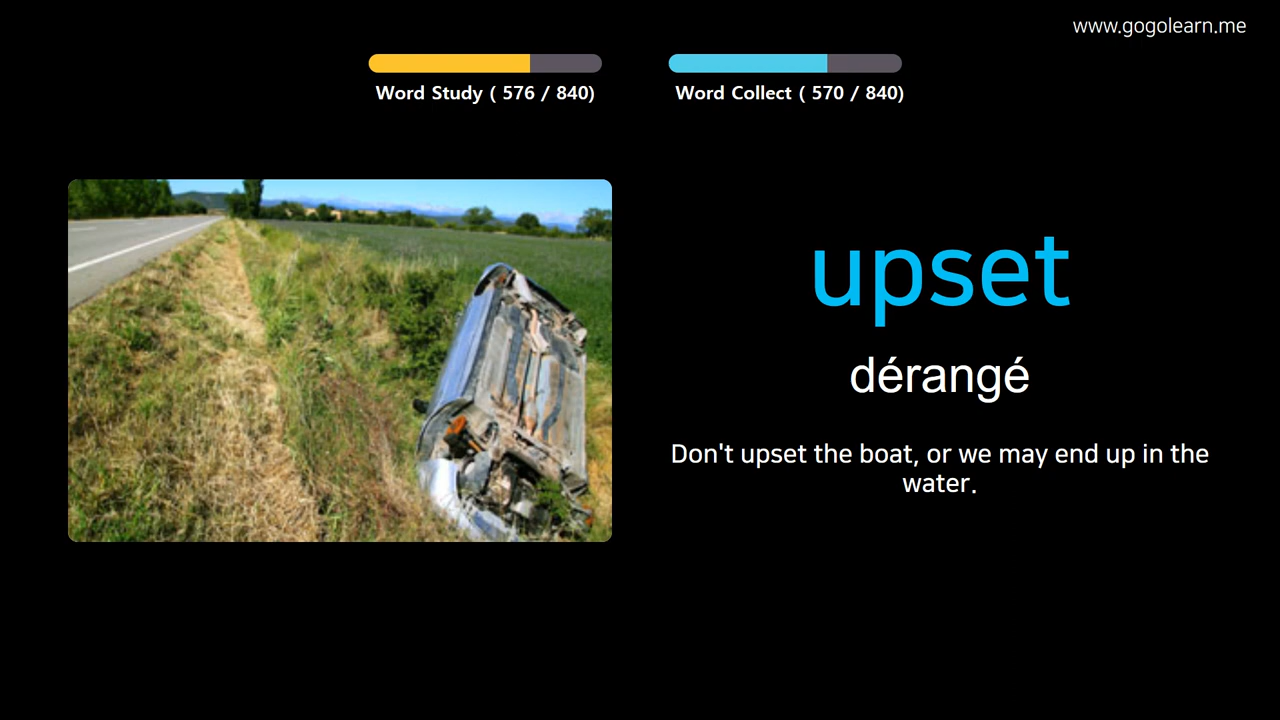 www.gogolearn.me
Word Study ( 576 / 840)
Word Collect ( 570 / 840)
upset
dérangé
Don't upset the boat, or we may end up in the
water.